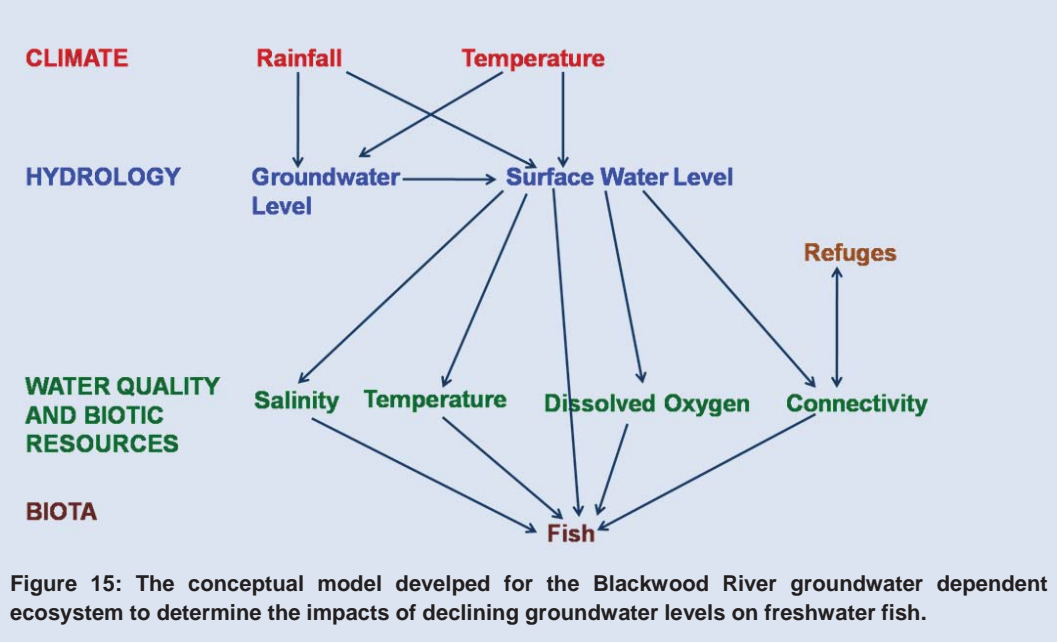 CLIMATE Rainfall Temperature
HYDROLOGY Groundwater Level Surface Water Level
Refuges
WATER QUALITY AND BIOTIC RESOURCES Salinity Temperature Dissolved Oxygen Connectivity
BIOTA
Fish
Figure 15: The conceptual model develped for the Blackwood River groundwater dependent
ecosystem to determine the impacts of declining groundwater levels on freshwater fish.